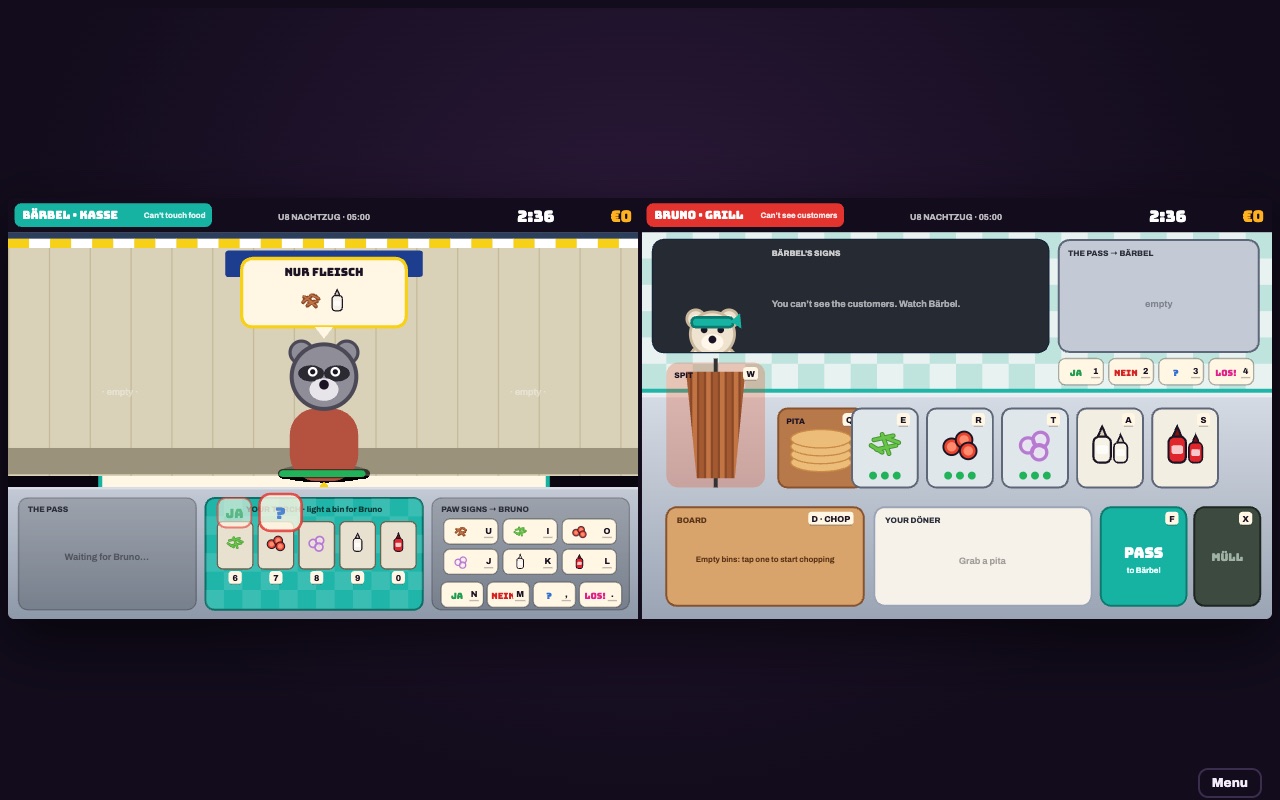 BÄRBEL • KASSE
Can't touch food
U8 NACHTZUG · 05:00
2:36
€0
NUR FLEISCH
- empty -
- empty -
THE PASS
Waiting for Bruno...
JA
?
light a bin for Bruno
6
7
8
9
0
PAW SIGNS → BRUNO
U
I
O
J
K
L
JA N
NEIN M
? ,
LOS! .
BRUNO • GRILL
Can't see customers
U8 NACHTZUG · 05:00
2:36
€0
BÄRBEL'S SIGNS
You can't see the customers. Watch Bärbel.
THE PASS → BÄRBEL
empty
JA 1
NEIN 2
? 3
LOS! 4
SPIT
W
PITA
Q
E
R
T
A
S
BOARD
D · CHOP
Empty bins: tap one to start chopping
YOUR DÖNER
Grab a pita
F
PASS
to Bärbel
X
MÜLL
Menu